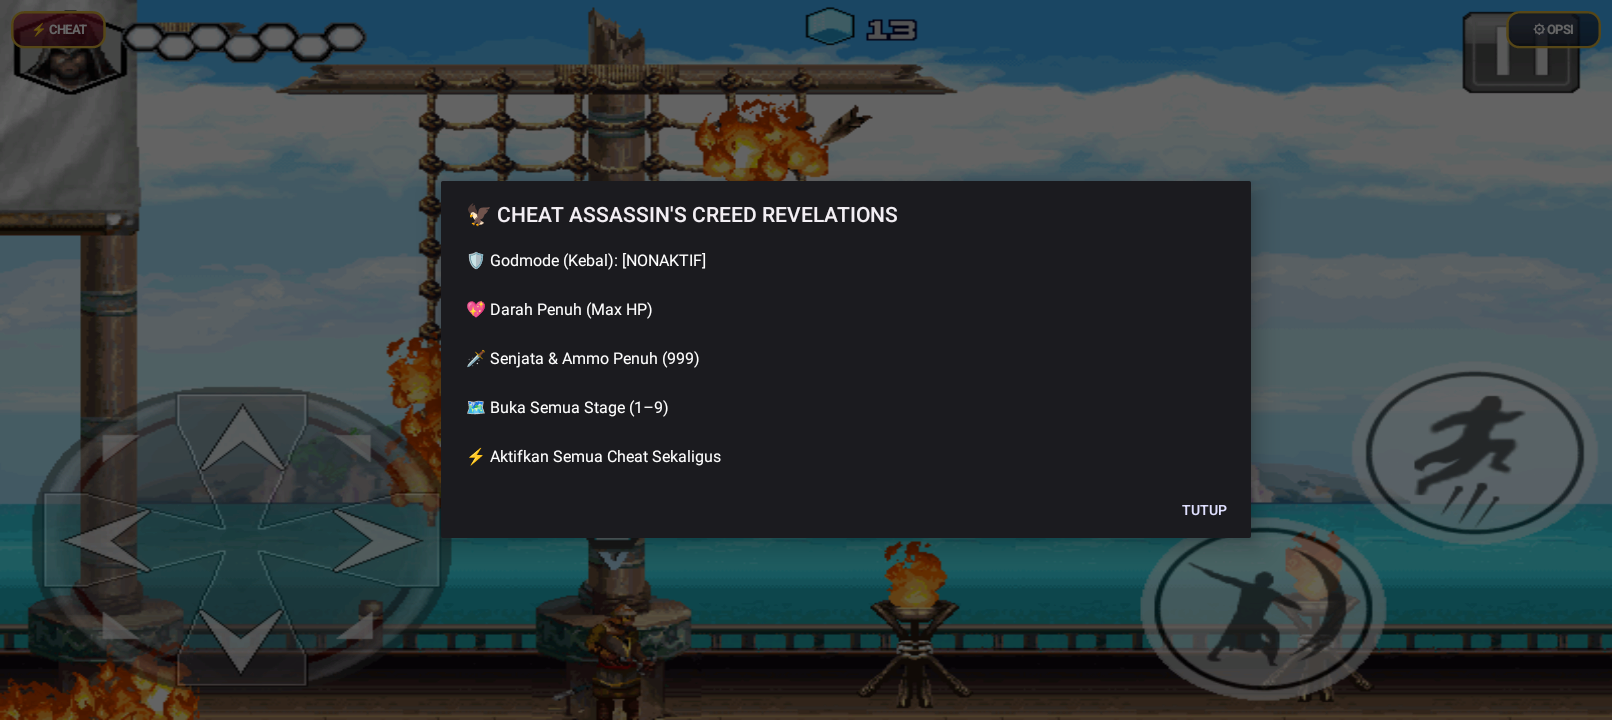 ⚡ CHEAT
13
⚙ OPSI
🦅 CHEAT ASSASSIN'S CREED REVELATIONS
🛡️ Godmode (Kebal): [NONAKTIF]
💖 Darah Penuh (Max HP)
🗡️ Senjata & Ammo Penuh (999)
🗺️ Buka Semua Stage (1–9)
⚡ Aktifkan Semua Cheat Sekaligus
TUTUP